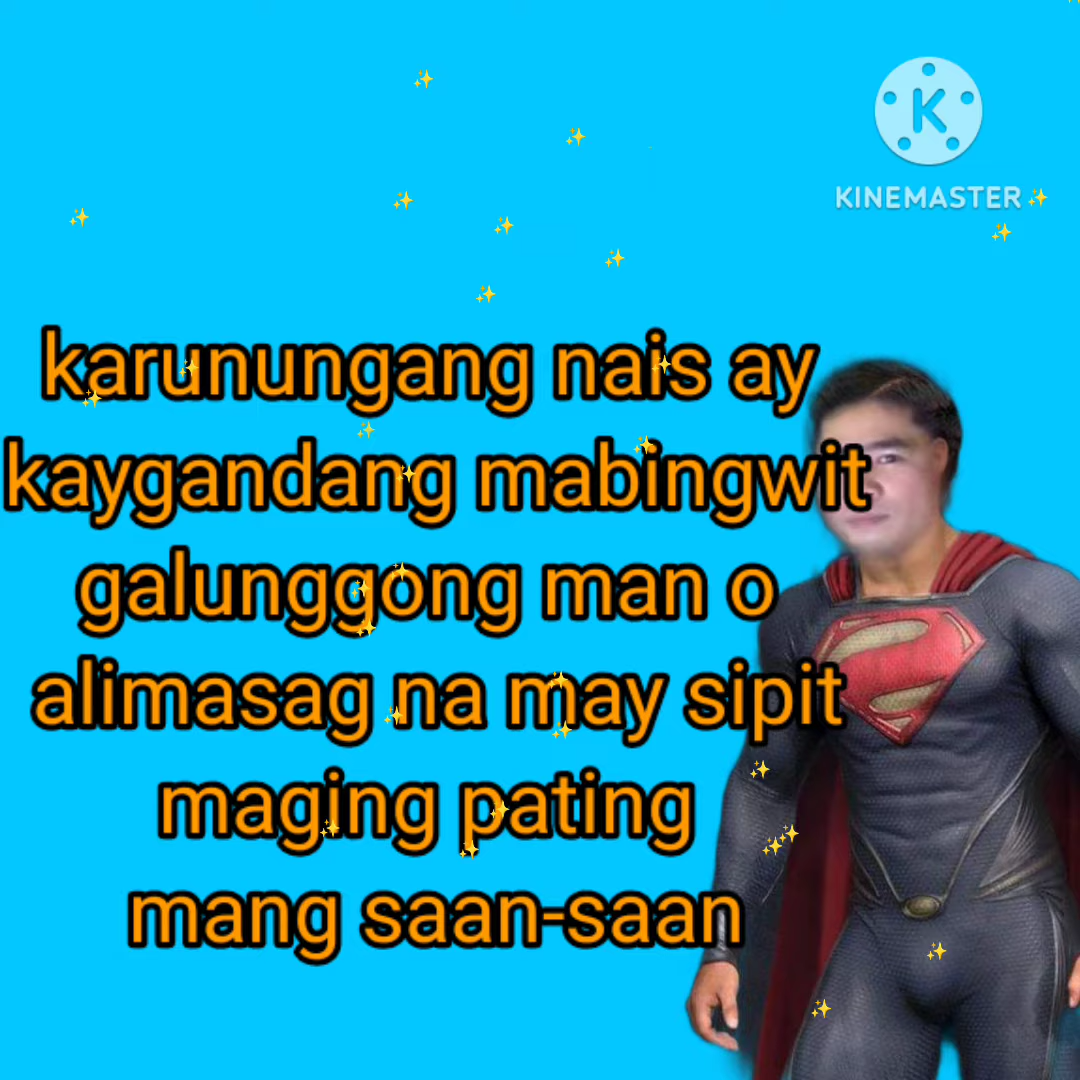 K
KINEMASTER
karunungang nais ay
kaygandang mabingwit
galunggong man o
alimasag na may sipit
maging pating
mang saan-saan